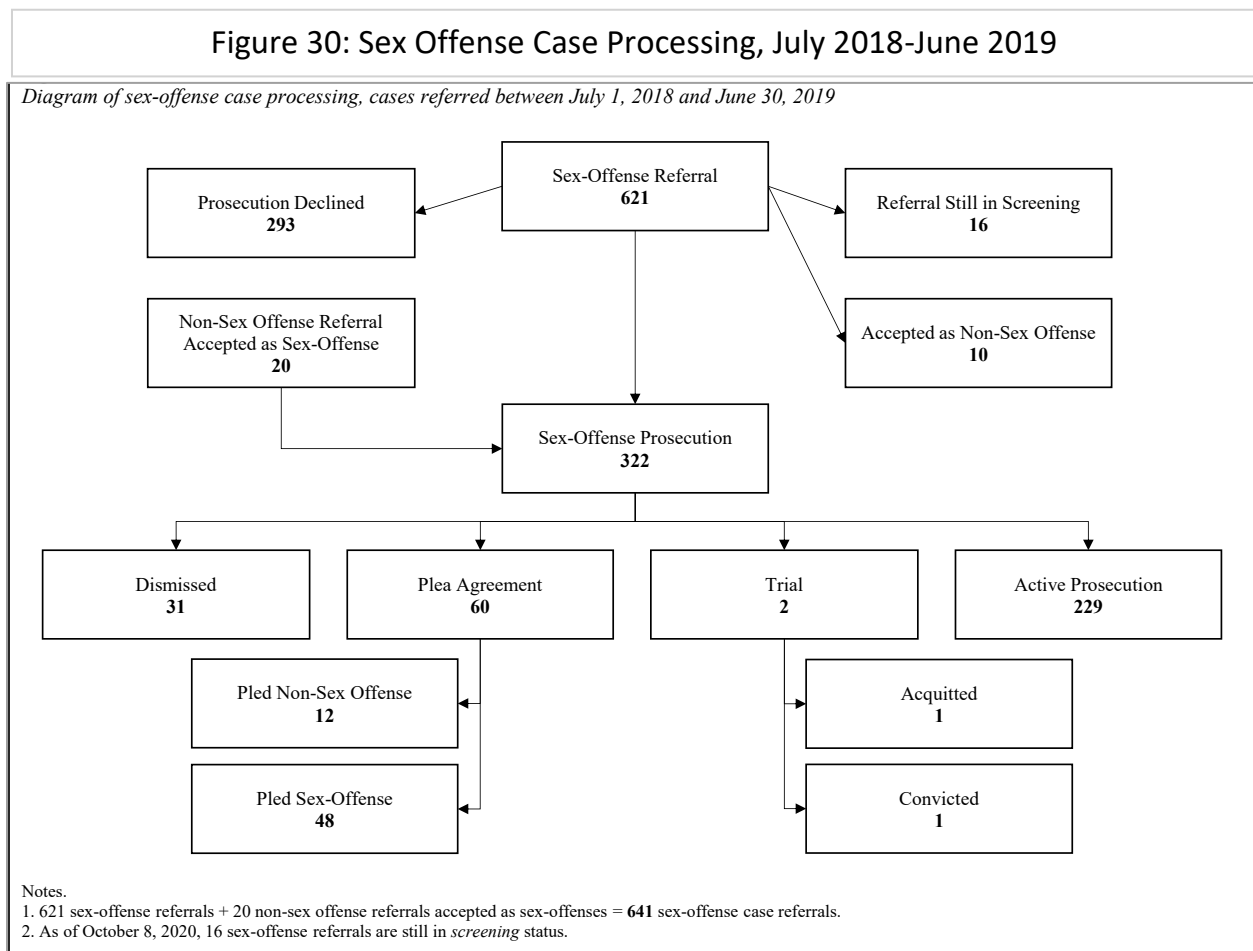 Figure 30: Sex Offense Case Processing, July 2018-June 2019
Diagram of sex-offense case processing, cases referred between July 1, 2018 and June 30, 2019
Sex-Offense Referral
621
Prosecution Declined
293
Referral Still in Screening
16
Non-Sex Offense Referral
Accepted as Sex-Offense
20
Accepted as Non-Sex Offense
10
Sex-Offense Prosecution
322
Dismissed
31
Plea Agreement
60
Trial
2
Active Prosecution
229
Pled Non-Sex Offense
12
Acquitted
1
Pled Sex-Offense
48
Convicted
1
Notes.
1. 621 sex-offense referrals + 20 non-sex offense referrals accepted as sex-offenses = 641 sex-offense case referrals.
2. As of October 8, 2020, 16 sex-offense referrals are still in screening status.